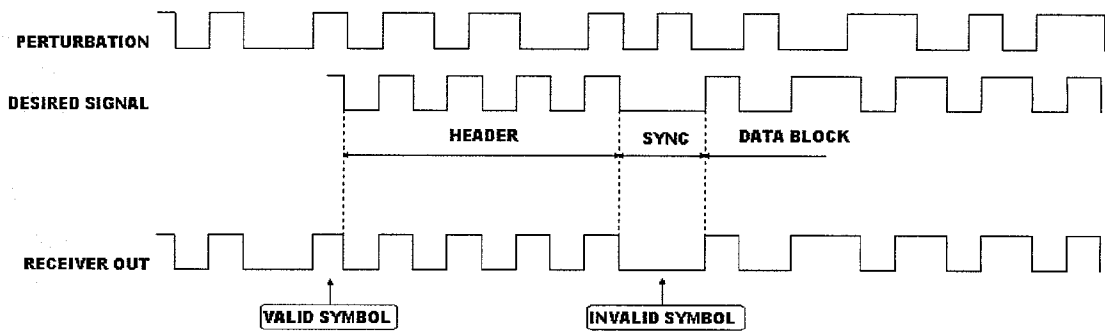 PERTURBATION
DESIRED SIGNAL
HEADER
SYNC
DATA BLOCK
RECEIVER OUT
VALID SYMBOL
INVALID SYMBOL